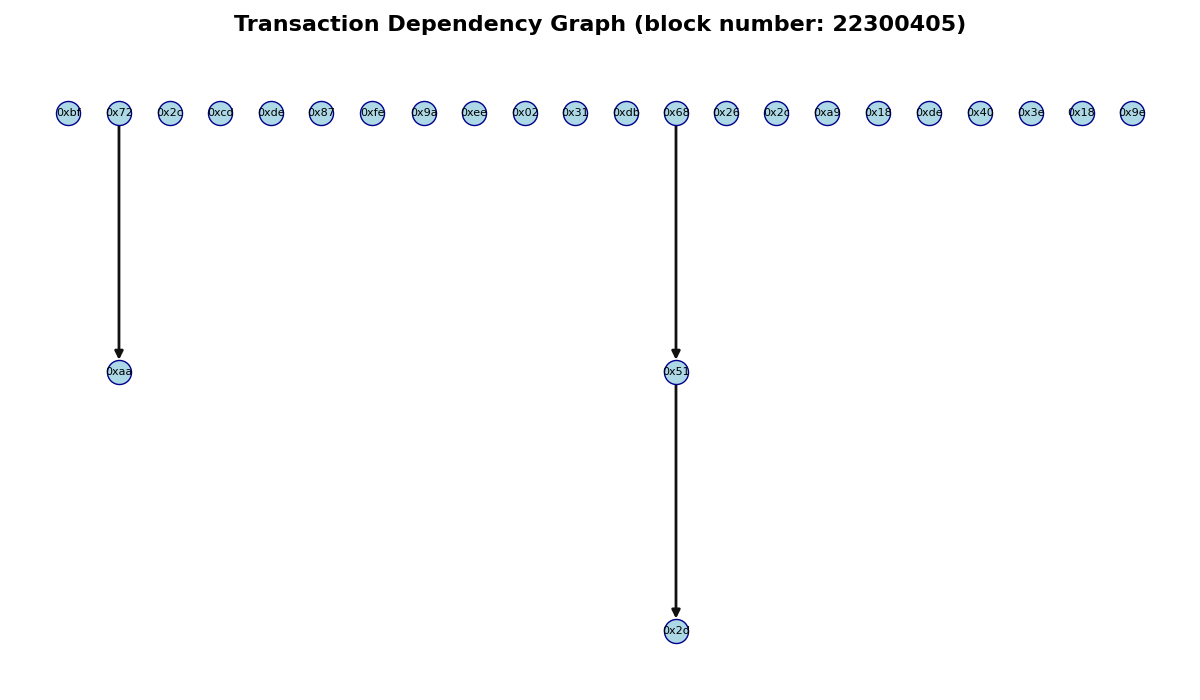 Transaction Dependency Graph (block number: 22300405)
0xbf 0x72 0x2c 0xcd 0xde 0x87 0xfe 0x9a 0xee 0x02 0x31 0xdb 0x68 0x26 0x2c 0xa9 0x18 0xde 0x40 0x3e 0x18 0x9e
0xaa 0x51
0x2d